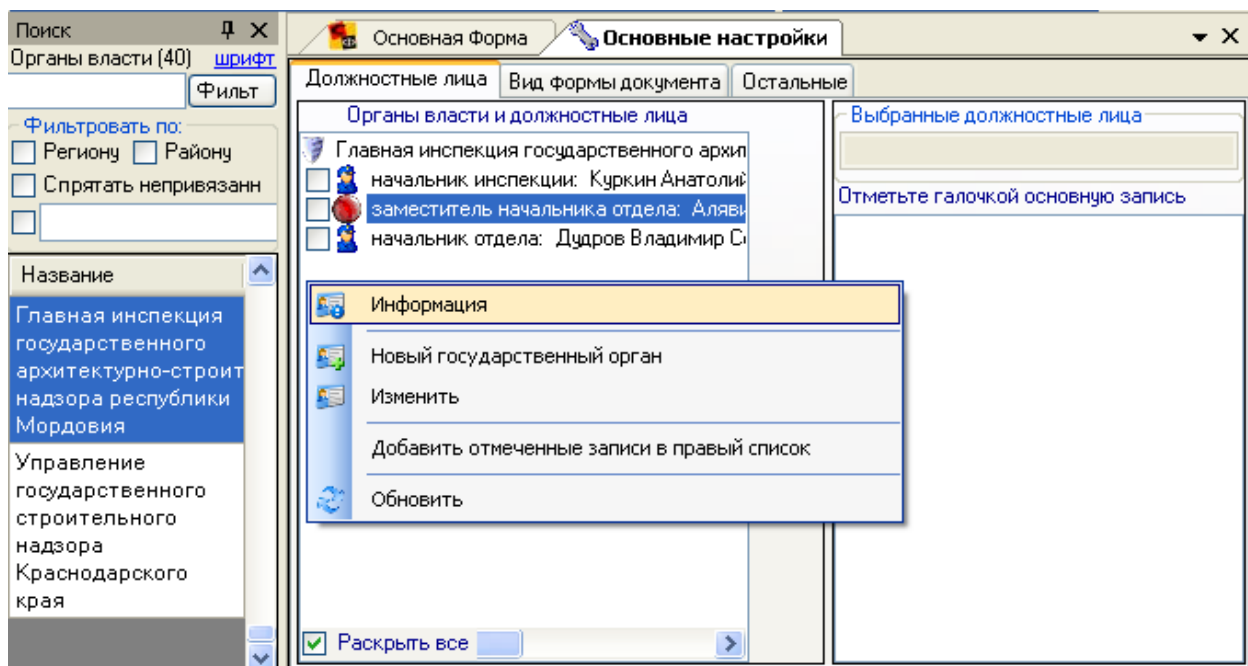 Поиск
Органы власти (40) шрифт
Фильт
Фильтровать по:
Региону Району
Спрятать непривязанн
Название
Главная инспекция
государственного
архитектурно-строит
надзора республики
Мордовия
Управление
государственного
строительного
надзора
Краснодарского
края
Основная Форма Основные настройки
Должностные лица Вид формы документа Остальные
Органы власти и должностные лица
Главная инспекция государственного архит
начальник инспекции: Куркин Анатолий
заместитель начальника отдела: Аляви
начальник отдела: Дудров Владимир С
Информация
Новый государственный орган
Изменить
Добавить отмеченные записи в правый список
Обновить
Раскрыть все
Выбранные должностные лица
Отметьте галочкой основную запись